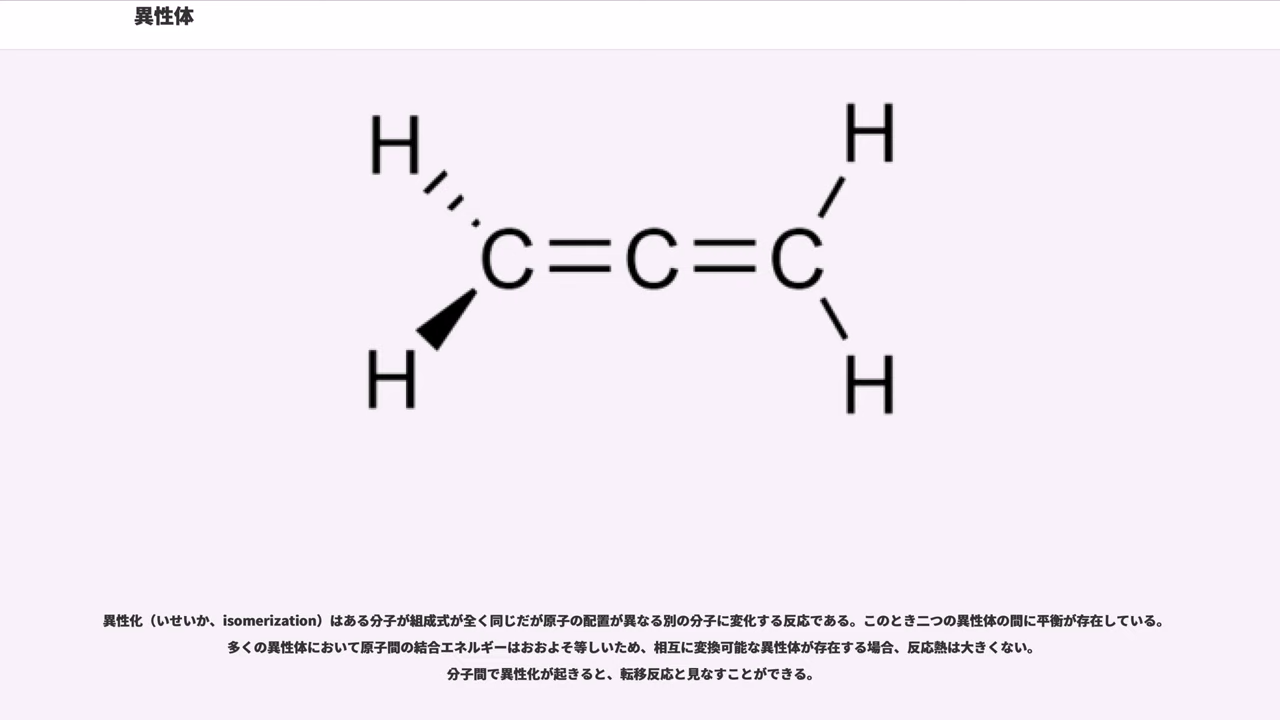 異性体
H H
C=C=C
H H
異性化（いせいか、isomerization）はある分子が組成式が全く同じだが原子の配置が異なる別の分子に変化する反応である。このとき二つの異性体の間に平衡が存在している。
多くの異性体において原子間の結合エネルギーはおおよそ等しいため、相互に変換可能な異性体が存在する場合、反応熱は大きくない。
分子間で異性化が起きると、転移反応と見なすことができる。